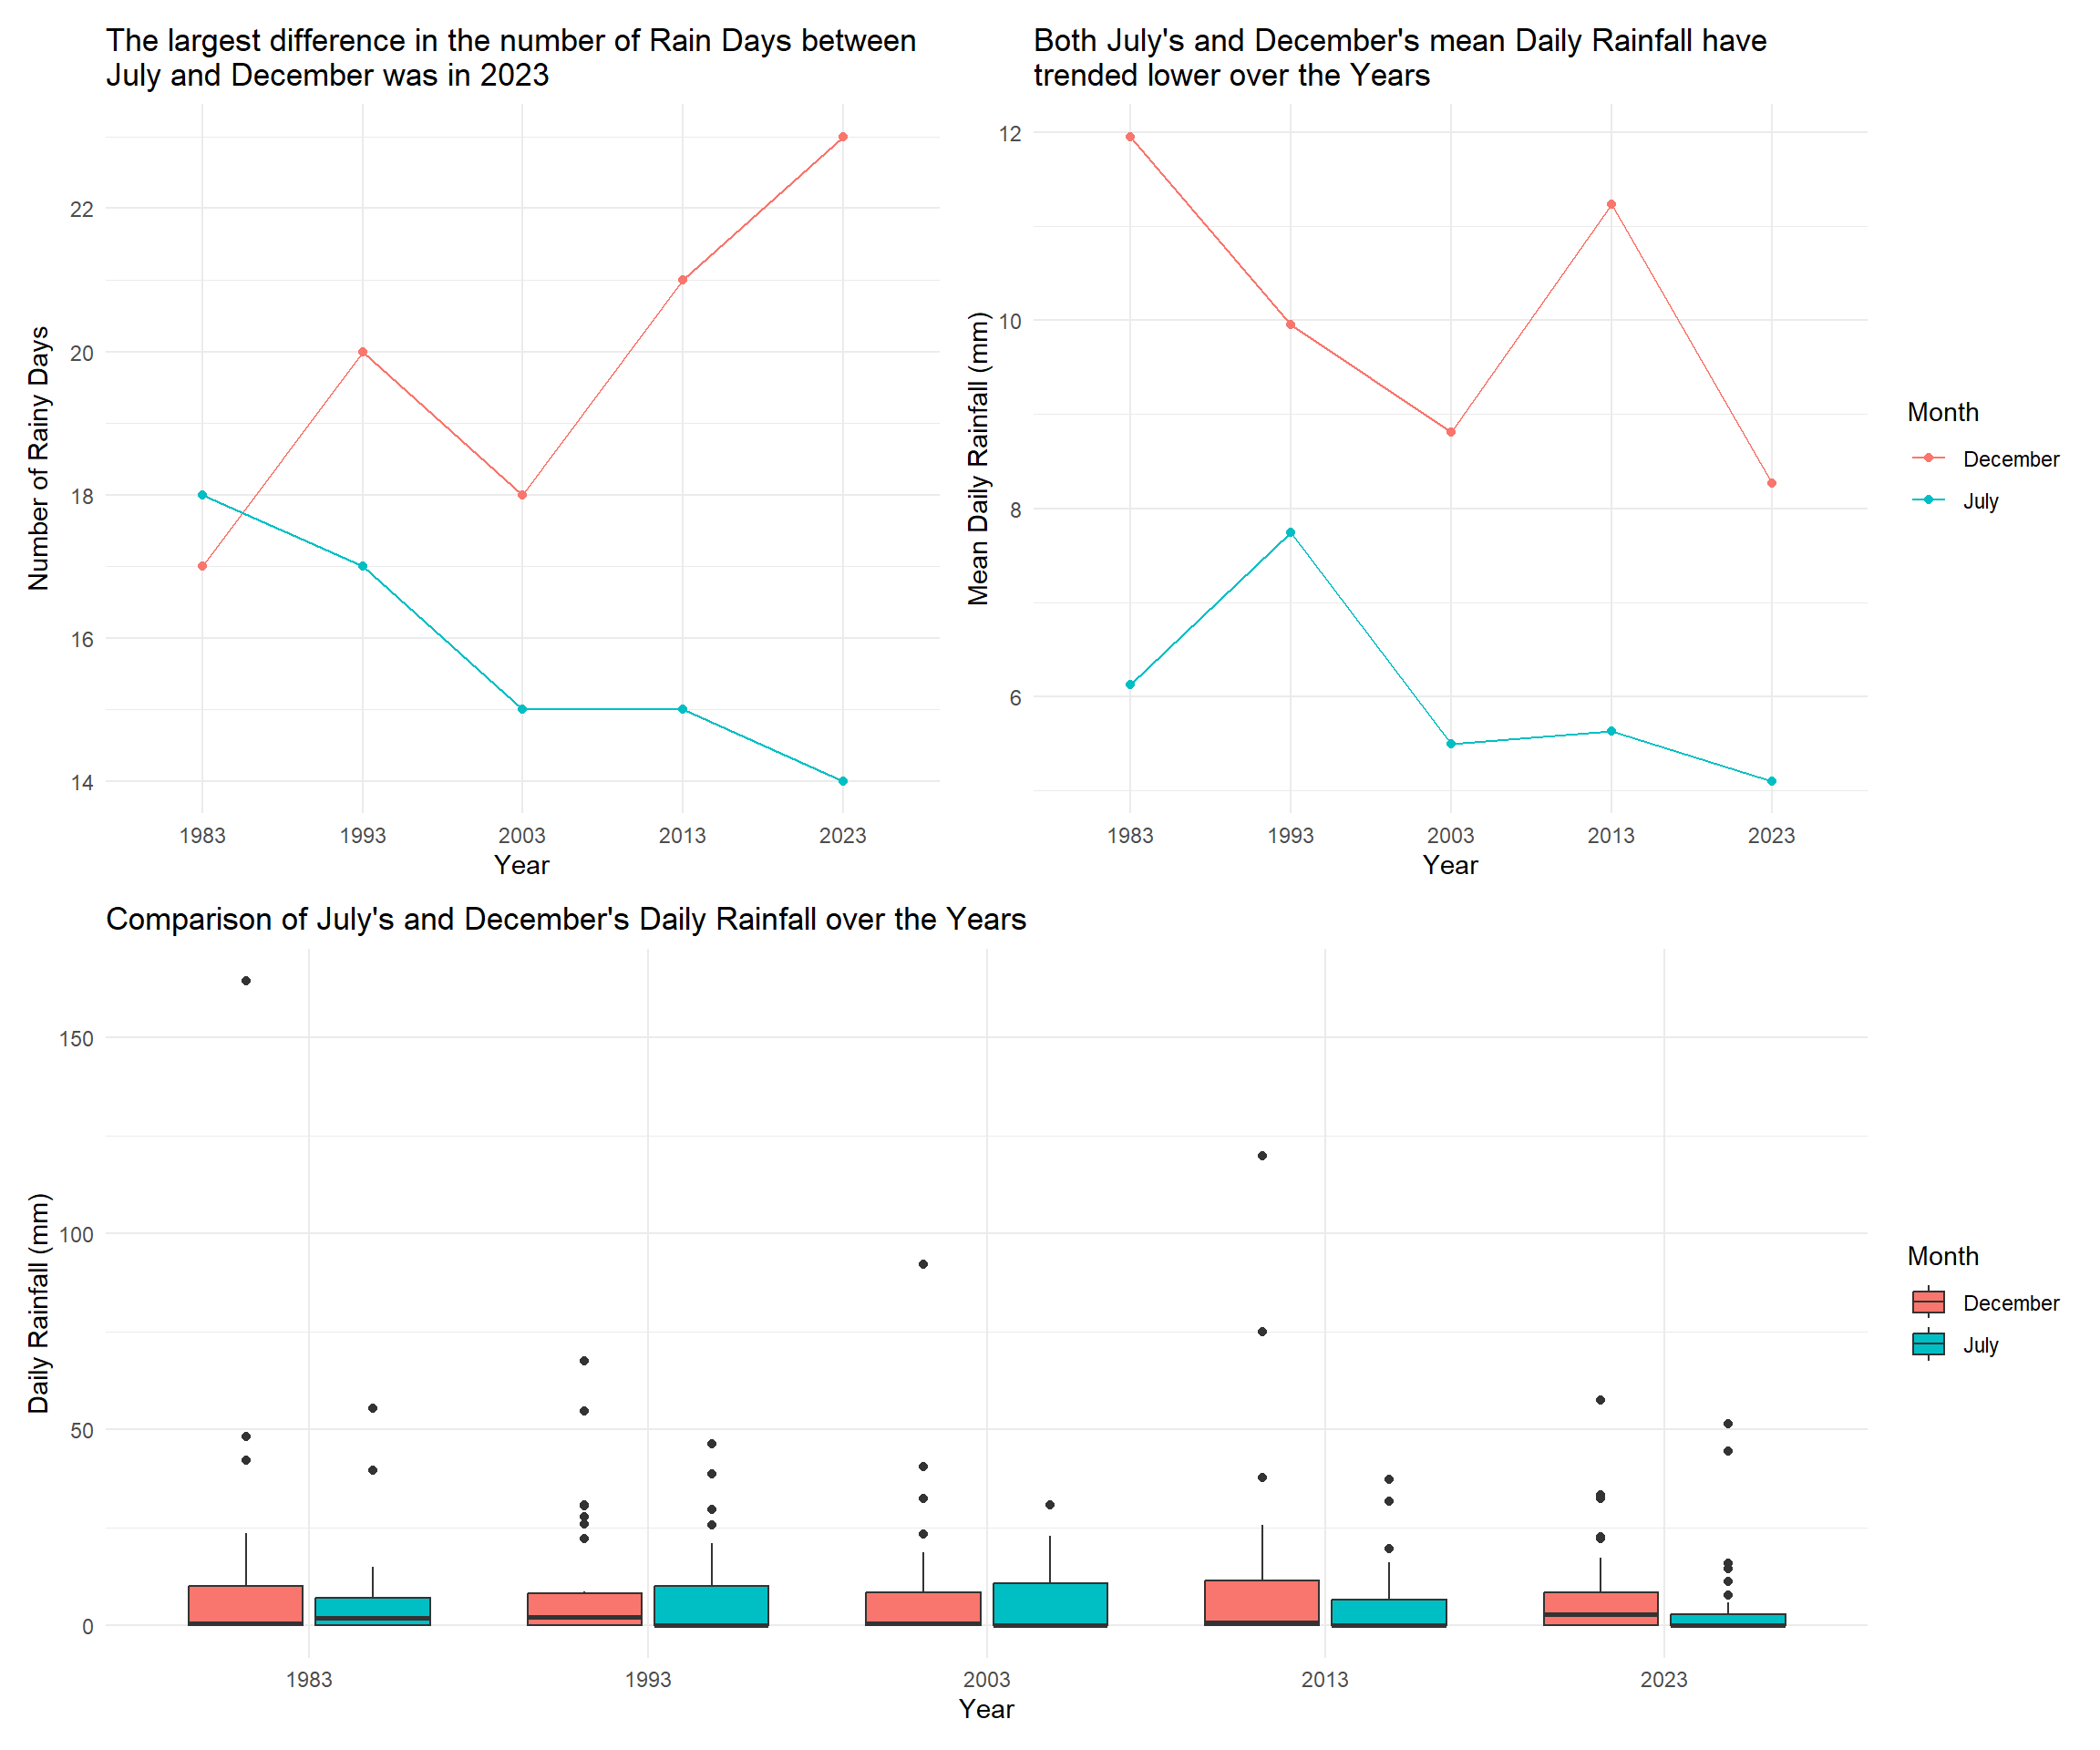 The largest difference in the number of Rain Days between
July and December was in 2023
Number of Rainy Days
22
20
18
16
14
1983
1993
2003
2013
2023
Year
Both July's and December's mean Daily Rainfall have
trended lower over the Years
Mean Daily Rainfall (mm)
12
10
8
6
1983
1993
2003
2013
2023
Year
Month
December
July
Comparison of July's and December's Daily Rainfall over the Years
Daily Rainfall (mm)
150
100
50
0
1983
1993
2003
2013
2023
Year
Month
December
July